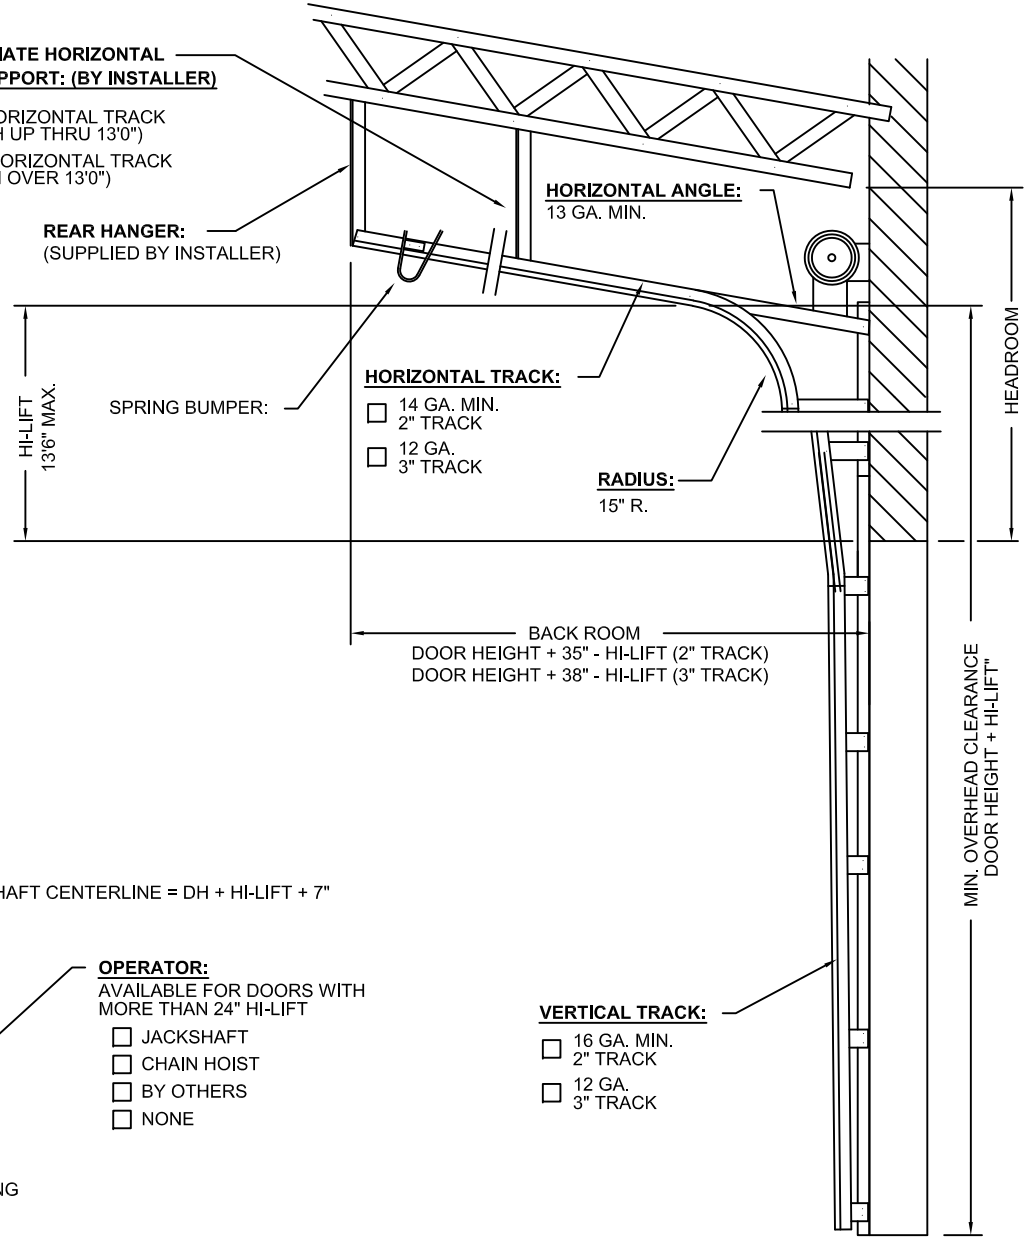 IATE HORIZONTAL
PPORT: (BY INSTALLER)
ORIZONTAL TRACK
H UP THRU 13'0")
HORIZONTAL TRACK
H OVER 13'0")
REAR HANGER:
(SUPPLIED BY INSTALLER)
HORIZONTAL ANGLE:
13 GA. MIN.
HEADROOM
HI-LIFT
13'6" MAX.
SPRING BUMPER:
HORIZONTAL TRACK:
14 GA. MIN.
2" TRACK
12 GA.
3" TRACK
RADIUS:
15" R.
BACK ROOM
DOOR HEIGHT + 35" - HI-LIFT (2" TRACK)
DOOR HEIGHT + 38" - HI-LIFT (3" TRACK)
MIN. OVERHEAD CLEARANCE
DOOR HEIGHT + HI-LIFT"
HAFT CENTERLINE = DH + HI-LIFT + 7"
OPERATOR:
AVAILABLE FOR DOORS WITH
MORE THAN 24" HI-LIFT
JACKSHAFT
CHAIN HOIST
BY OTHERS
NONE
VERTICAL TRACK:
16 GA. MIN.
2" TRACK
12 GA.
3" TRACK
NG